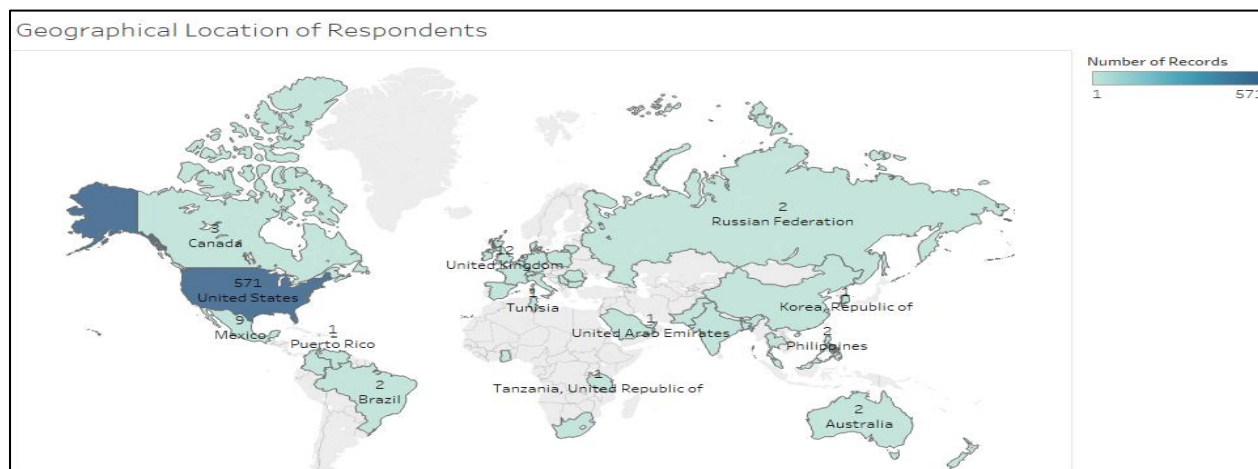 Geographical Location of Respondents
Number of Records
1
571
2
Russian Federation
3
Canada
12
United Kingdom
571
United States
1
Korea, Republic of
Tunisia
9
Mexico
1
Puerto Rico
1
United Arab Emirates
2
Philippines
1
Tanzania, United Republic of
2
Brazil
2
Australia